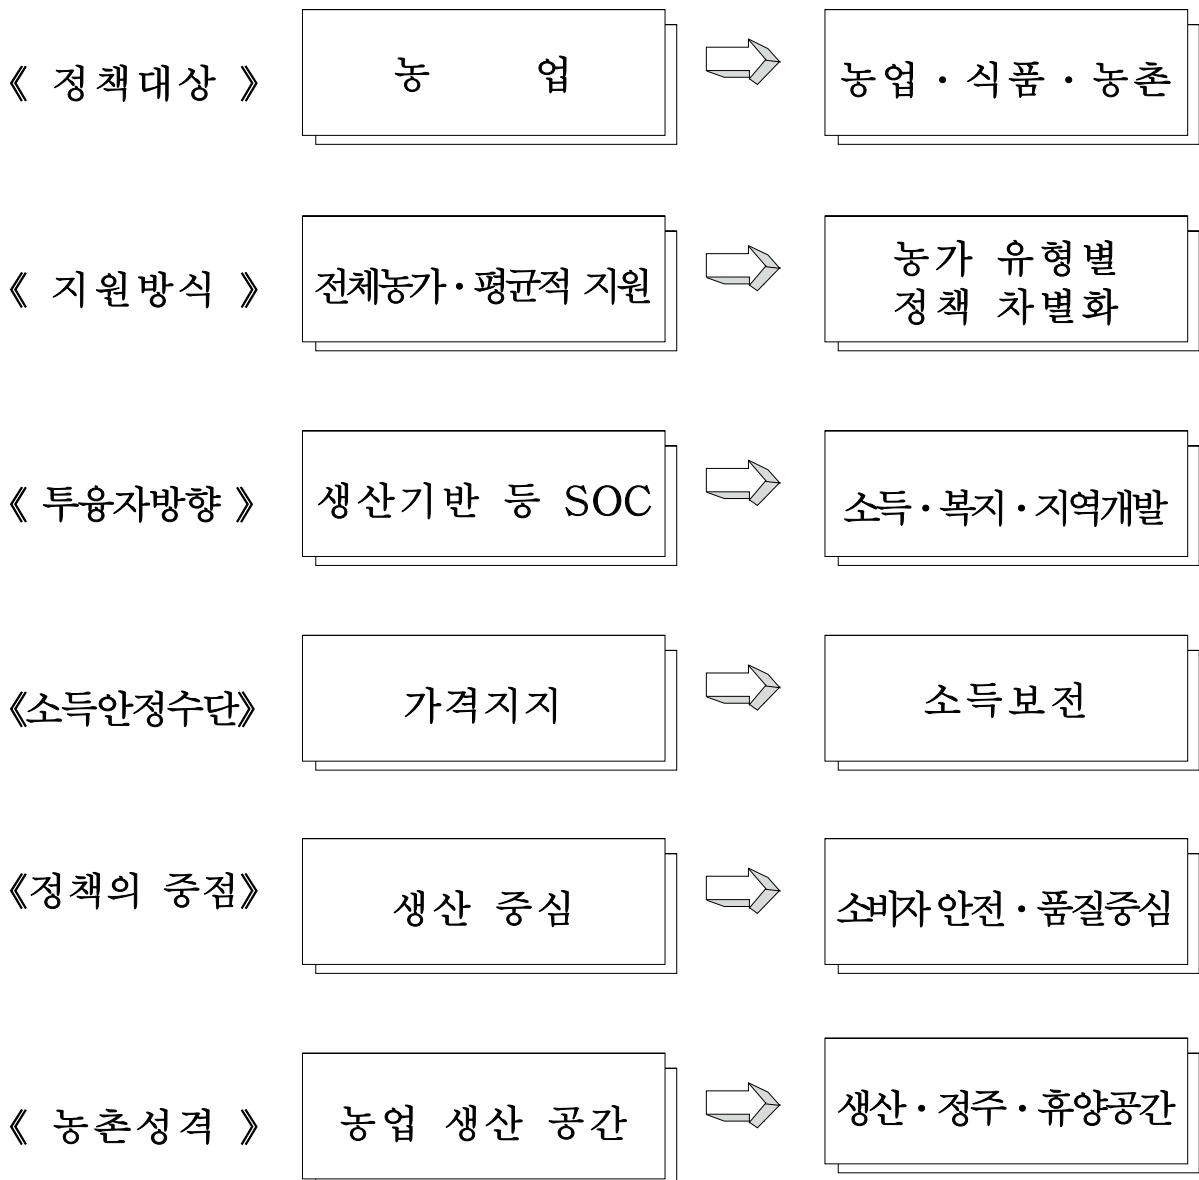 《 정책대상 》 농 업 농업·식품·농촌
《 지원방식 》 전체농가·평균적 지원 농가 유형별
정책 차별화
《 투융자방향 》 생산기반 등 SOC 소득·복지·지역개발
《소득안정수단》 가격지지 소득보전
《정책의 중점》 생산 중심 소비자 안전·품질중심
《 농촌성격 》 농업 생산 공간 생산·정주·휴양공간